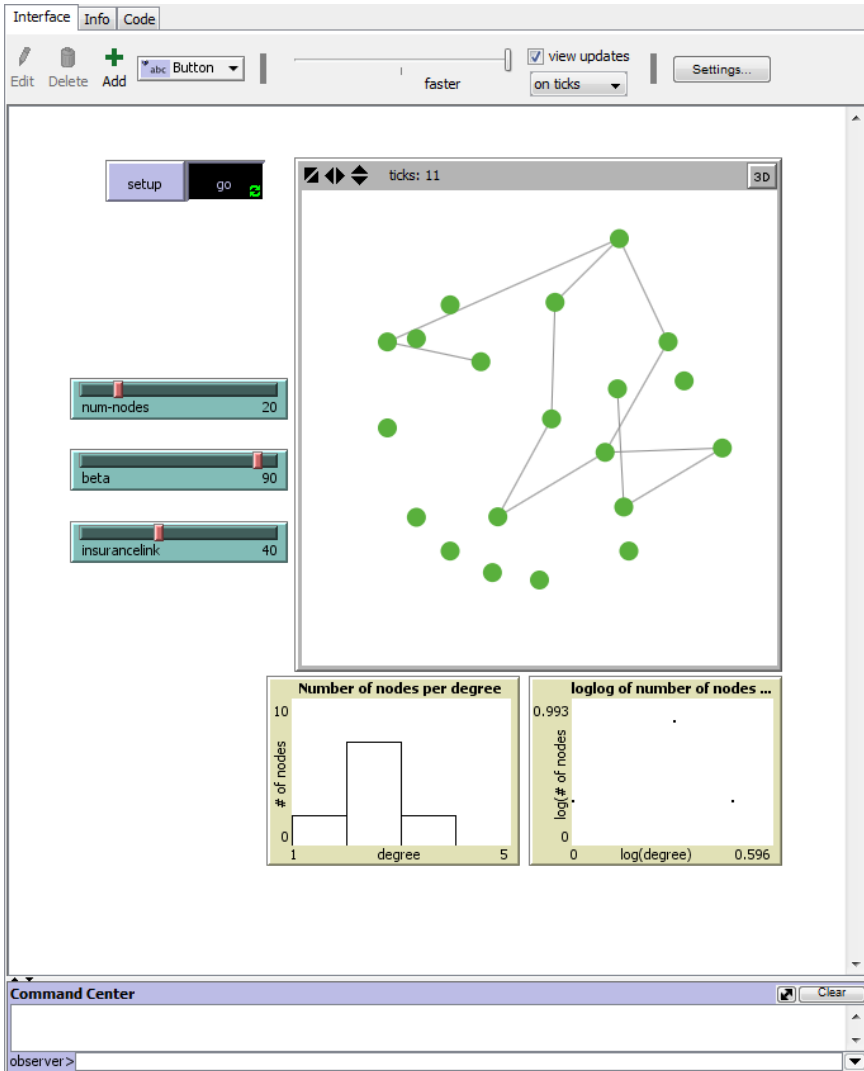 Interface Info Code
Edit Delete Add abc Button faster view updates on ticks Settings...
setup go
ticks: 11 3D
num-nodes 20
beta 90
insurancelink 40
Number of nodes per degree
10
# of nodes
0
1 degree 5
loglog of number of nodes ...
0.993
log(# of nodes
0
0 log(degree) 0.596
Command Center Clear
observer>